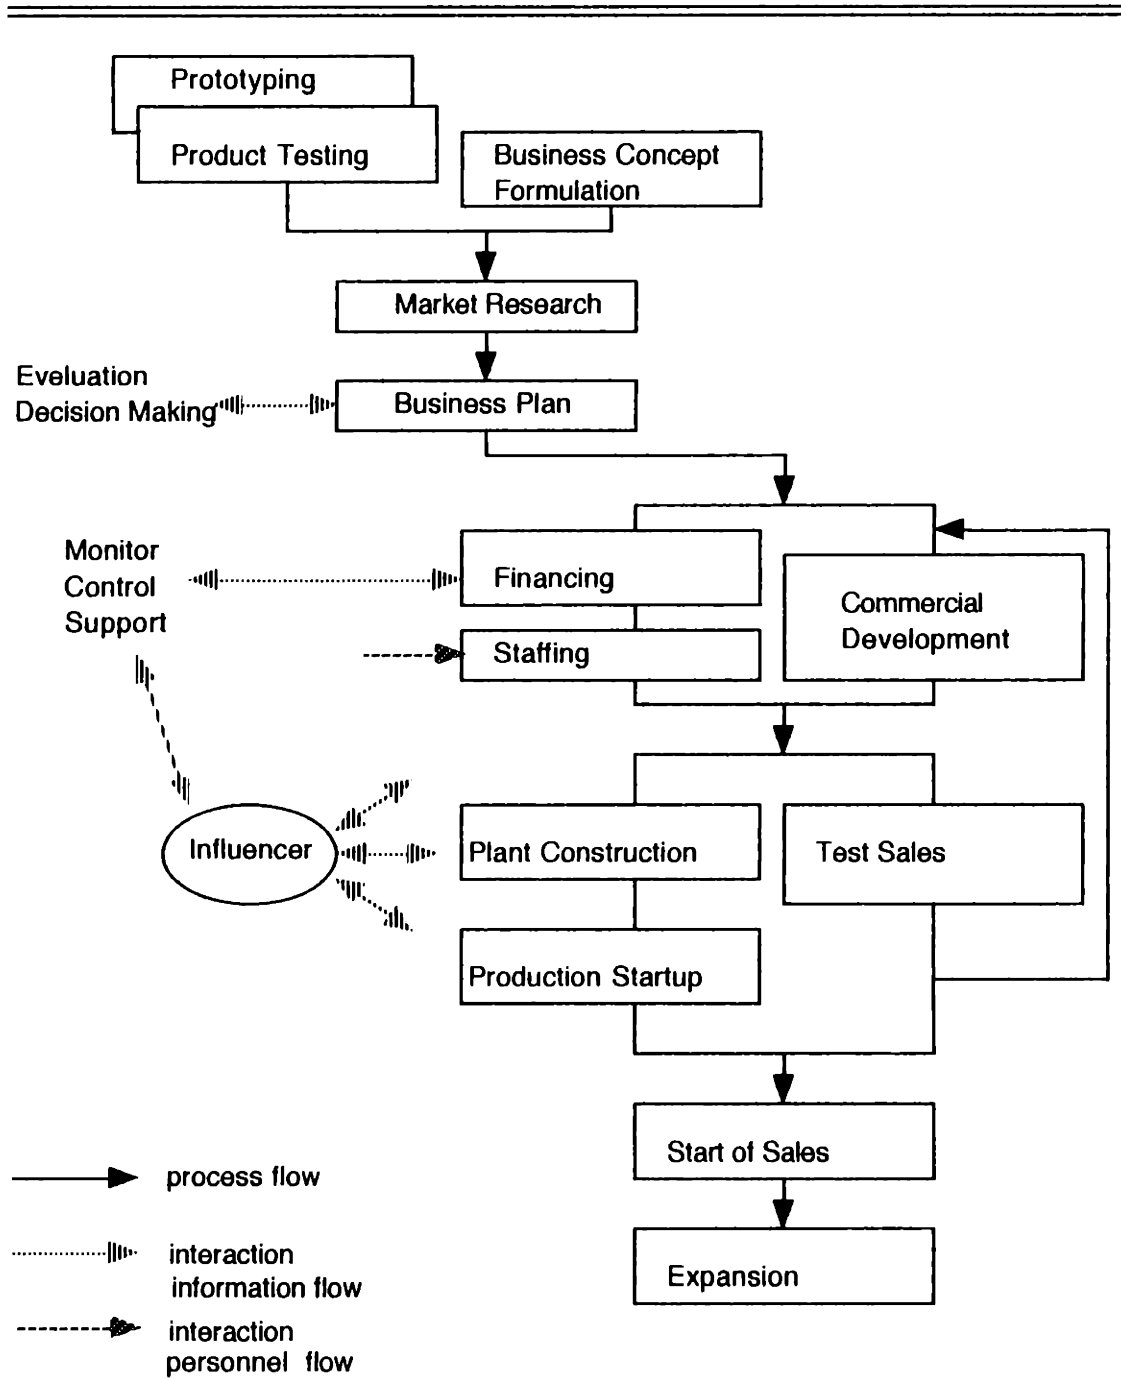 Prototyping
Product Testing
Business Concept
Formulation
Market Research
Eveluation
Decision Making
Business Plan
Monitor
Control
Support
Financing
Commercial
Development
Staffing
Influencer
Plant Construction
Test Sales
Production Startup
Start of Sales
process flow
interaction
information flow
Expansion
interaction
personnel flow